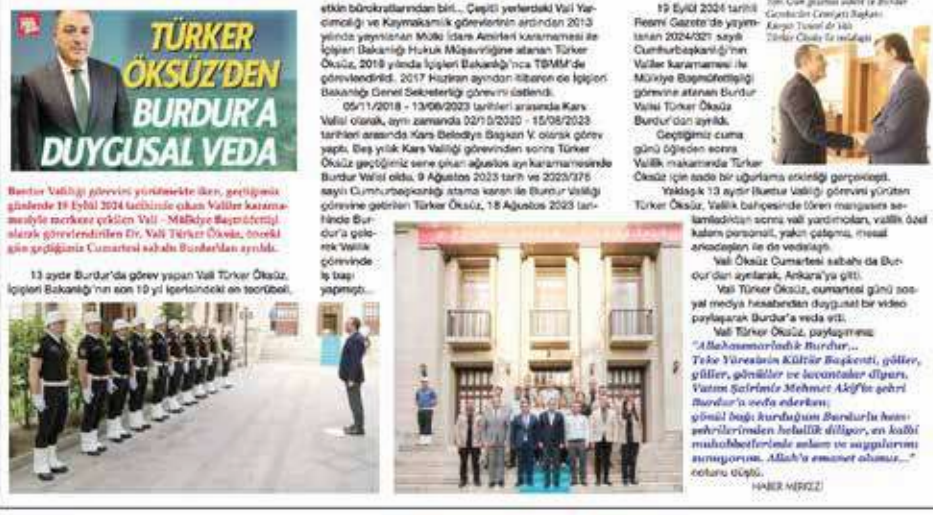 TÜRKER
ÖKSÜZ'DEN
BURDUR'A
DUYGUSAL VEDA
Burdur Valiliği görevini yürütmekte iken, geçtiğimiz
günlerde 19 Eylül 2024 tarihinde çıkan Valiler kararna-
mesiyle merkeze çekilen Vali - Mülkiye Başmüfettişi
olarak görevlendirilen Dr. Vali Türker Öksüz, önceki
gün geçtiğimiz Cumartesi sabahı Burdur'dan ayrıldı.
13 aydır Burdur'da görev yapan Vali Türker Öksüz,
İçişleri Bakanlığı'nın son 10 yıl içerisindeki en tecrübeli,
etkin bürokratlarından biri... Çeşitli yerlerdeki Vali Yar-
dımcılığı ve Kaymakamlık görevlerinin ardından 2013
yılında yayınlanan Mülki İdare Amirleri kararnamesi ile
İçişleri Bakanlığı Hukuk Müşavirliğine atanan Türker
Öksüz, 2016 yılında İçişleri Bakanlığı'nca TBMM'de
görevlendirildi. 2017 Haziran ayından itibaren de İçişleri
Bakanlığı Genel Sekreterliği görevini üstlendi.
05/11/2018 - 13/08/2023 tarihleri arasında Kars
Valisi olarak, aynı zamanda 02/10/2020 - 15/08/2023
tarihleri arasında Kars Belediye Başkan V. olarak görev
yaptı. Beş yıllık Kars Valiliği görevinden sonra Türker
Öksüz geçtiğimiz sene çıkan ağustos ayı kararnamesinde
Burdur Valisi oldu. 9 Ağustos 2023 tarih ve 2023/376
sayılı Cumhurbaşkanlığı atama kararı ile Burdur Valiliği
görevine getirilen Türker Öksüz, 18 Ağustos 2023 tari-
hinde Bur-
dur'a gele-
rek Valilik
görevinde
iş başı
yapmıştı...
19 Eylül 2024 tarihli
Resmi Gazete'de yayım-
lanan 2024/321 sayılı
Cumhurbaşkanlığı'nın
Valiler kararnamesi ile
Mülkiye Başmüfettişliği
görevine atanan Burdur
Valisi Türker Öksüz
Burdur'dan ayrıldı.
Geçtiğimiz cuma
günü öğleden sonra
Valilik makamında Türker
Öksüz için sade bir uğurlama etkinliği gerçekleşti.
Yaklaşık 13 aydır Burdur Valiliği görevini yürüten
Türker Öksüz, Valilik bahçesinde tören mangasını se-
lamladıktan sonra vali yardımcıları, valilik özel
kalem personeli, yakın çalışma, mesai
arkadaşları ile de vedalaştı.
Vali Öksüz Cumartesi sabahı da Bur-
dur'dan ayrılarak, Ankara'ya gitti.
Vali Türker Öksüz, cumartesi günü sos-
yal medya hesabından duygusal bir video
paylaşarak Burdur'a veda etti.
Vali Türker Öksüz, paylaşımına;
"Allahasmarladık Burdur...
Teke Yöresinin Kültür Başkenti, göller,
güller, gönüller ve lavantalar diyarı,
Vatan Şairimiz Mehmet Akif'in şehri
Burdur'a veda ederken;
gönül bağı kurduğum Burdurlu hem-
şehrilerimden helallik diliyor, en kalbi
muhabbetlerimle selam ve saygılarımı
sunuyorum. Allah'a emanet olunuz..."
notunu düştü.
HABER MERKEZİ
Gazeteciler Cemiyeti Başkanı
Türker Öksüz ile vedalaştı